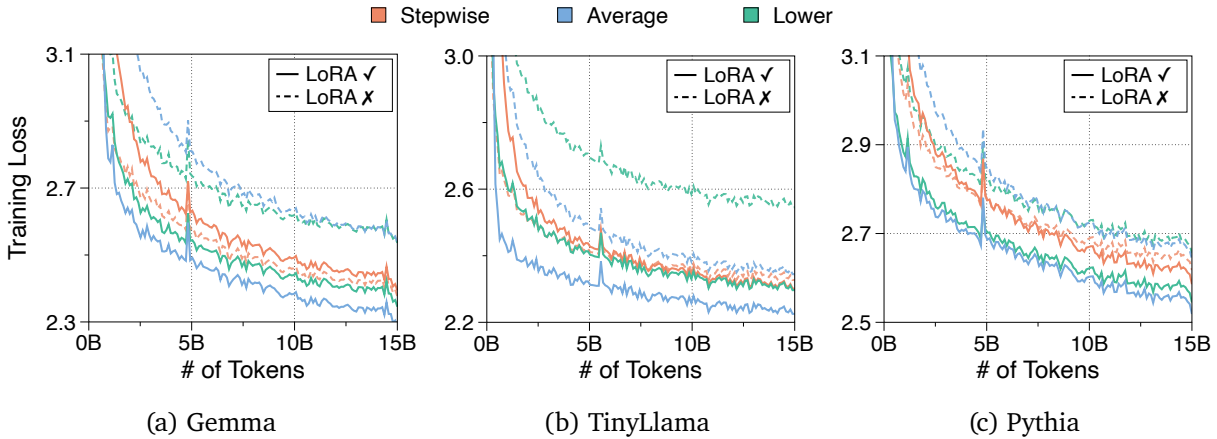 Stepwise Average Lower
Training Loss
3.1
2.7
2.3
LoRA ✓
LoRA ✗
0B 5B 10B 15B
# of Tokens
(a) Gemma
3.0
2.6
2.2
LoRA ✓
LoRA ✗
0B 5B 10B 15B
# of Tokens
(b) TinyLlama
3.1
2.9
2.7
2.5
LoRA ✓
LoRA ✗
0B 5B 10B 15B
# of Tokens
(c) Pythia